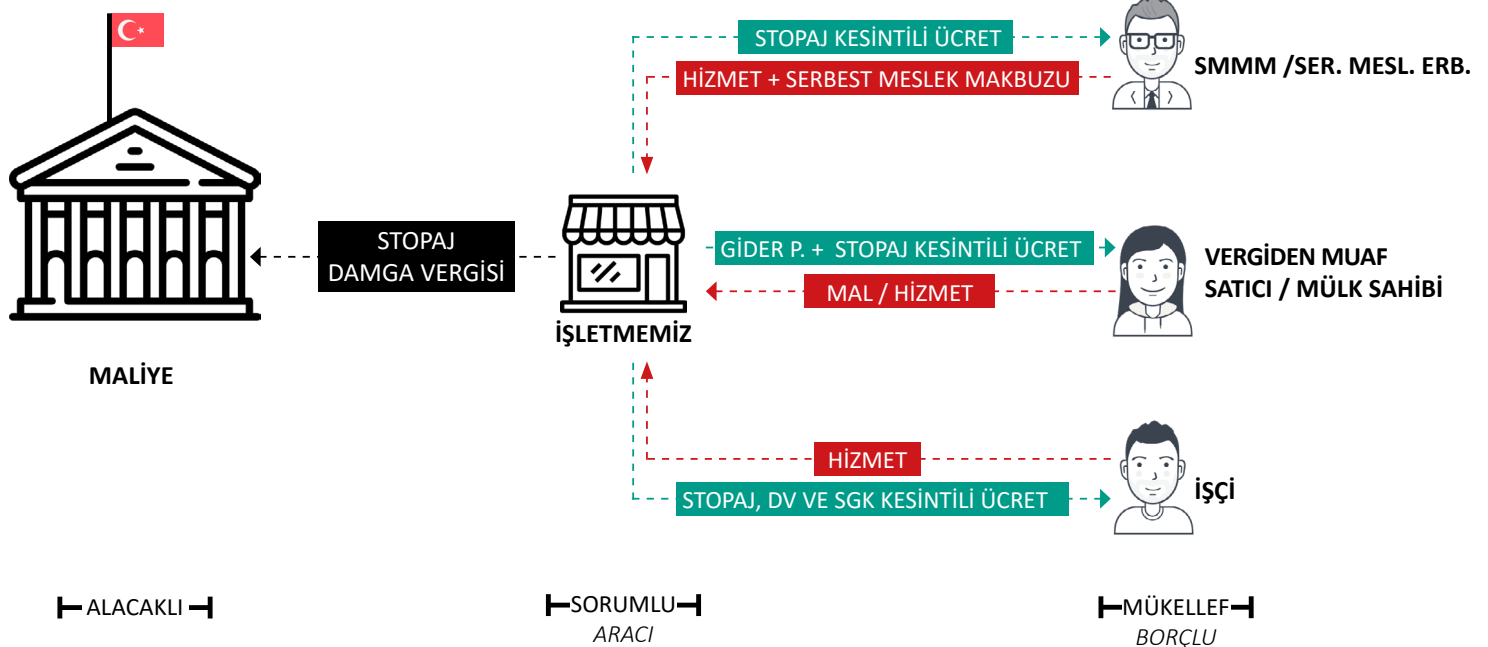 STOPAJ KESİNTİLİ ÜCRET
HİZMET + SERBEST MESLEK MAKBUZU
SMMM /SER. MESL. ERB.
STOPAJ
DAMGA VERGİSİ
GİDER P. + STOPAJ KESİNTİLİ ÜCRET
MAL / HİZMET
VERGİDEN MUAF
SATICI / MÜLK SAHİBİ
İŞLETMEMİZ
MALİYE
HİZMET
STOPAJ, DV VE SGK KESİNTİLİ ÜCRET
İŞÇİ
ALACAKLI
SORUMLU
ARACI
MÜKELLEF
BORÇLU